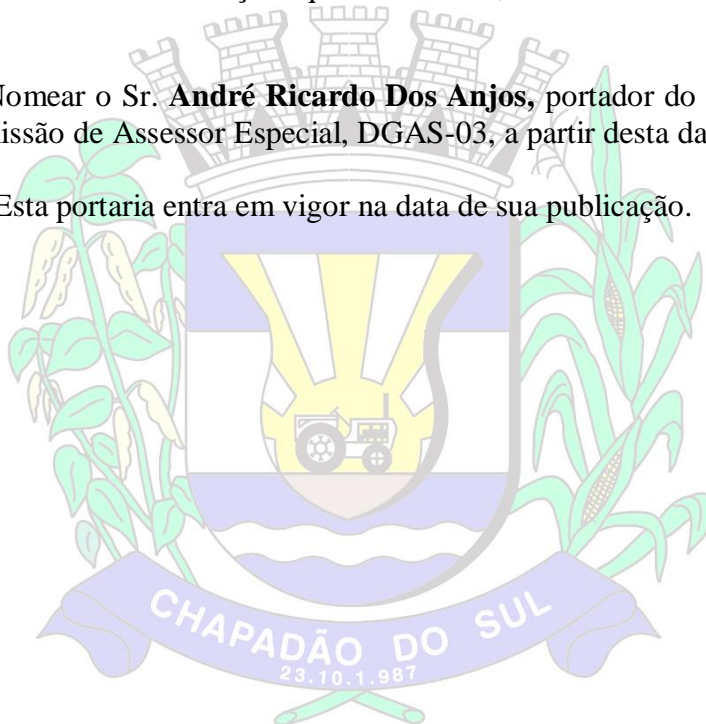 Nomear o Sr. André Ricardo Dos Anjos, portador do
issão de Assessor Especial, DGAS-03, a partir desta da
Esta portaria entra em vigor na data de sua publicação.
CHAPADÃO DO SUL
23.10.1.987